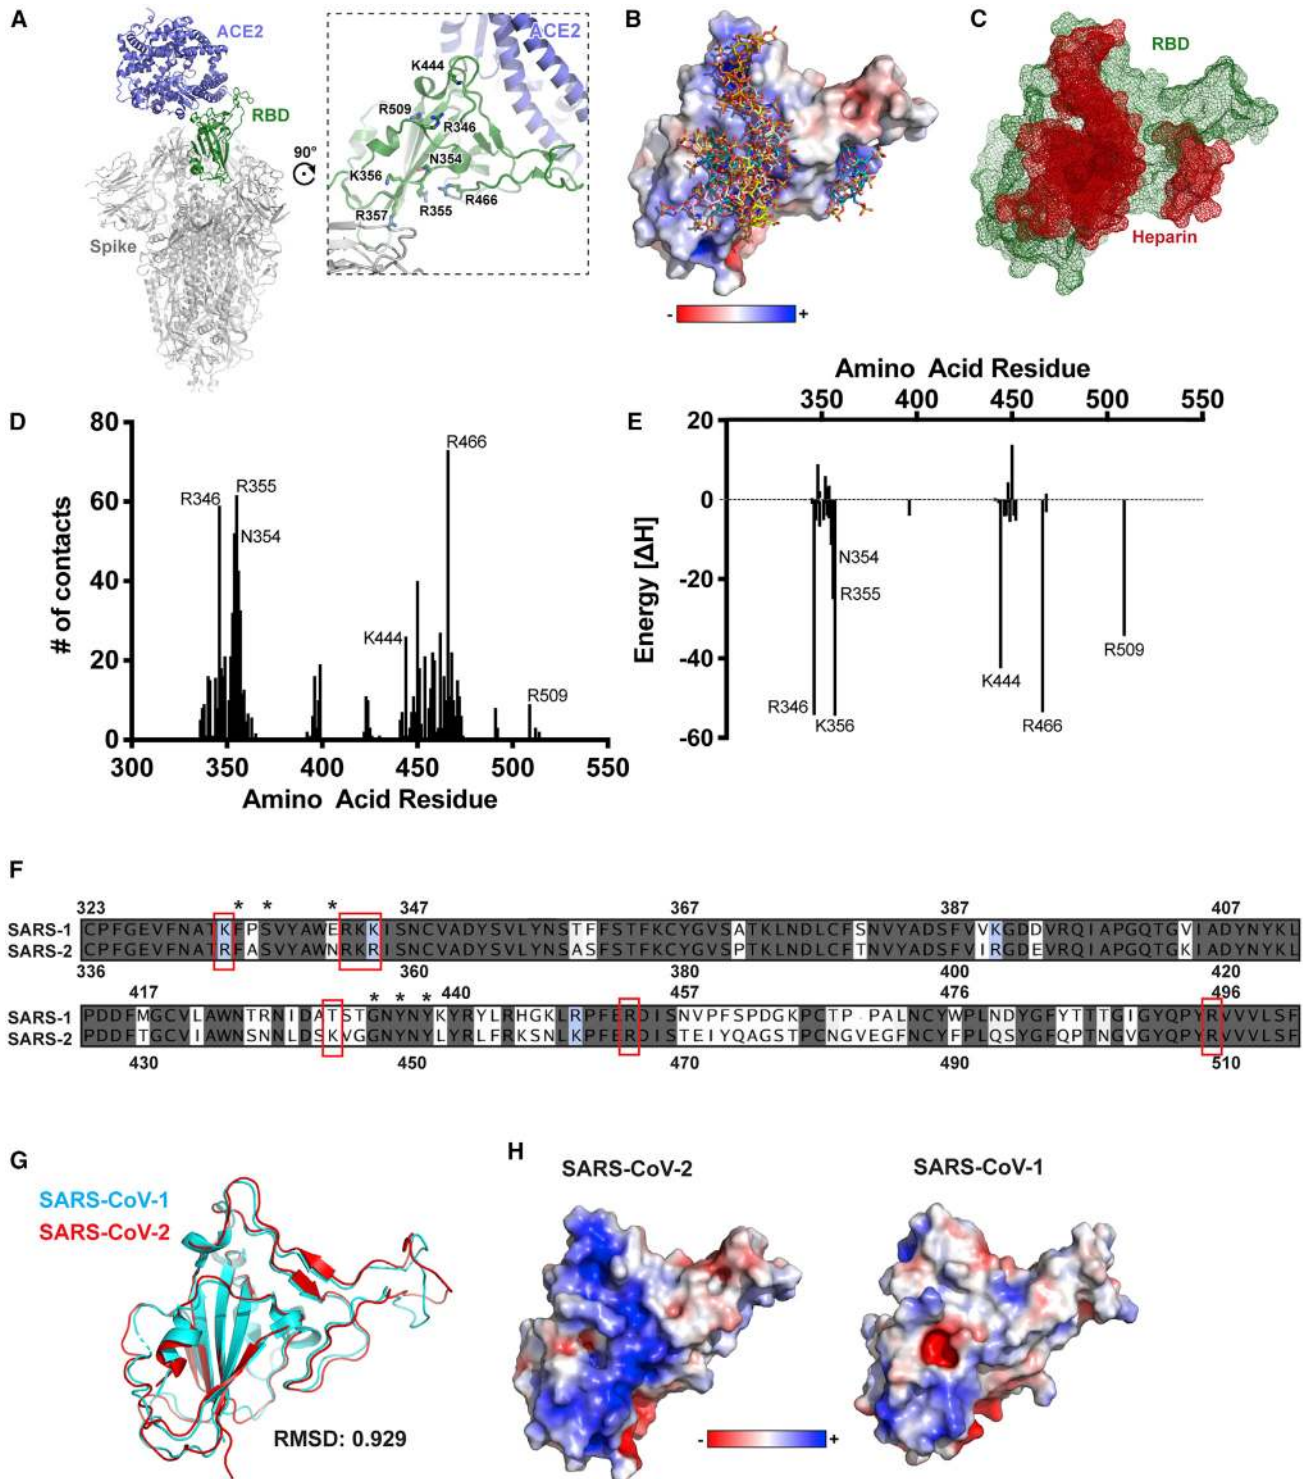 A
ACE2
RBD
Spike
90°
ACE2
K444
R509
R346
N354
K356
R466
R355
R357
B
- +
C
RBD
Heparin
D
# of contacts
80
60
40
20
0
300 350 400 450 500 550
Amino Acid Residue
R346
R355
N354
K444
R466
R509
E
Amino Acid Residue
350 400 450 500 550
Energy [ΔH]
20
0
-20
-40
-60
N354
R355
R346
K356
K444
R466
R509
F
323 * * * 347 367 387 407
SARS-1 CPFGEVFNATKFPSVYAWERKKISNCVADYSVLYNSTFFSTFKCYGVSATKLNDLCFSNVYADSFVVKGDDVRQIAPGQTGVIADYNYKL
SARS-2 CPFGEVFNATRFASVYAWNRKRISNCVADYSVLYNSASFSTFKCYGVSPTKLNDLCFTNVYADSFVIRGDEVRQIAPGQTGKIADYNYKL
336 360 380 400 420
417 * * * 440 457 476 496
SARS-1 PDDFMGCVLAWNTRNIDATSTGNYNYKYRYLRHGKLRPFERDISNVPFSPDGKPCTP-PALNCYWPLNDYGFYTTTGIGYQPYRVVVLSF
SARS-2 PDDFTGCVIAWNSNNLDSKVGGNYNYLYRLFRKSNLKPFERDISTEIYQAGSTPCNGVEGFNCYFPLQSYGFQPTNGVGYQPYRVVVLSF
430 450 470 490 510
G
SARS-CoV-1
SARS-CoV-2
RMSD: 0.929
H
SARS-CoV-2
SARS-CoV-1
- +